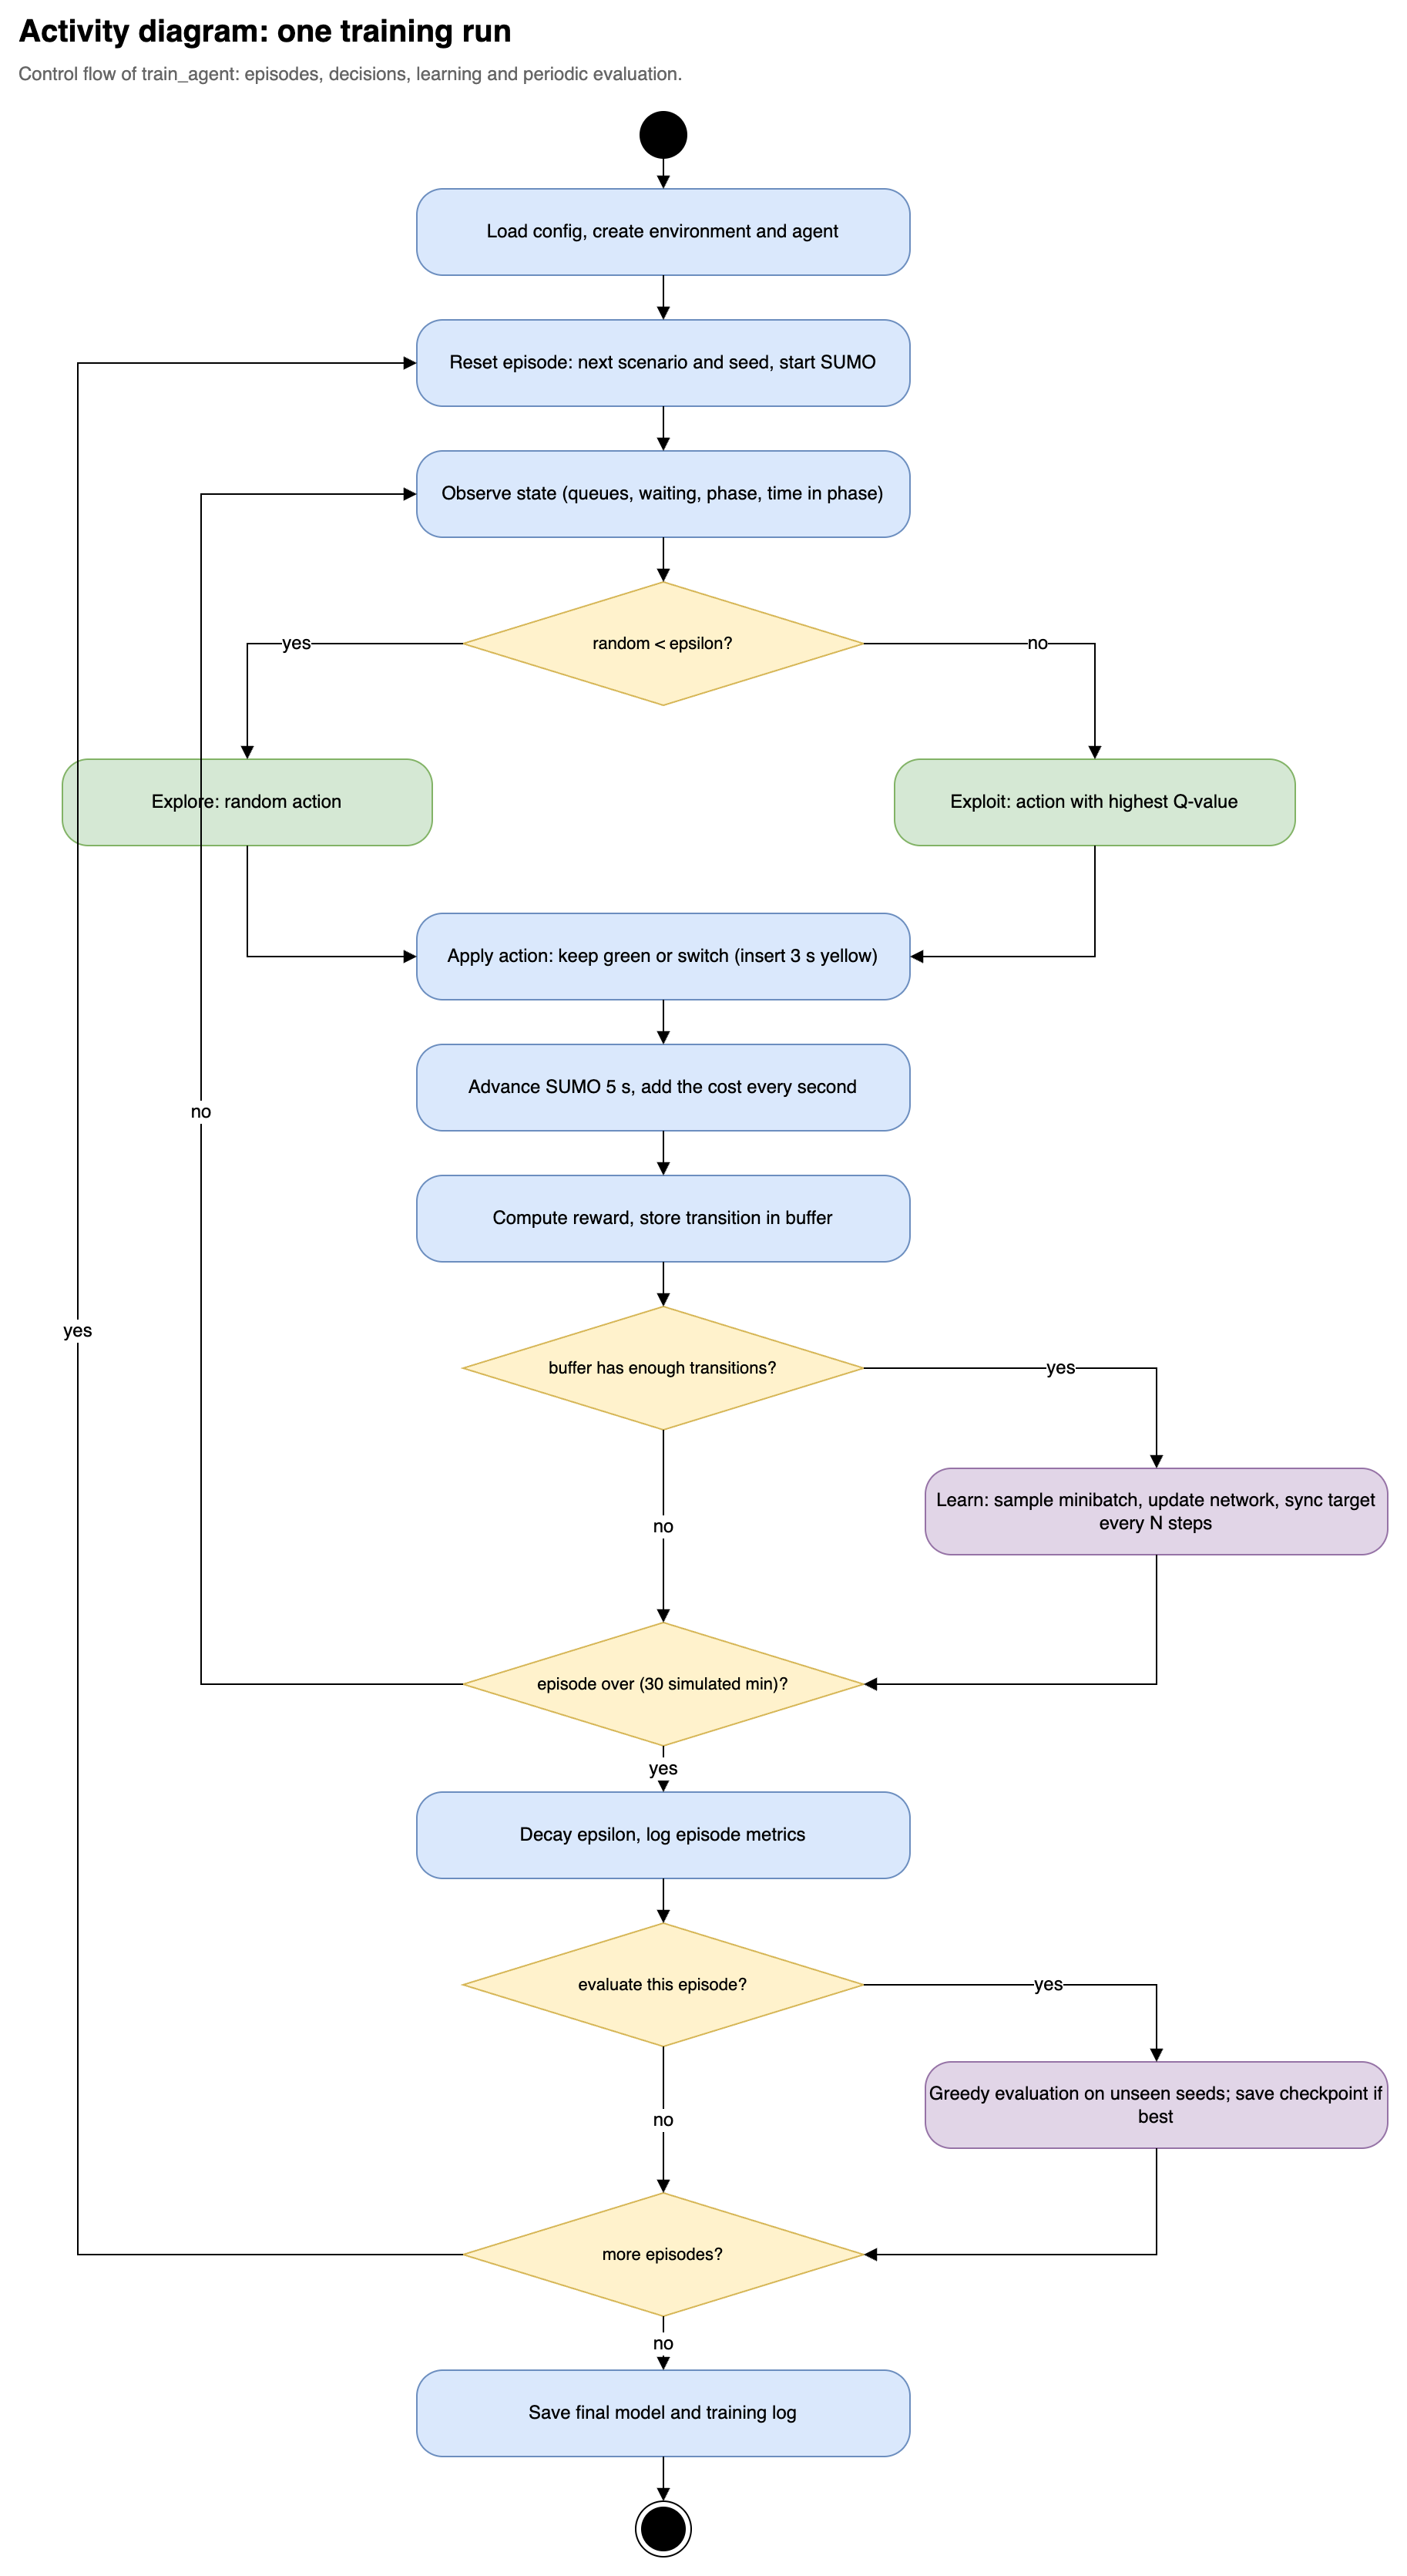 Activity diagram: one training run
Control flow of train_agent: episodes, decisions, learning and periodic evaluation.
Load config, create environment and agent
Reset episode: next scenario and seed, start SUMO
Observe state (queues, waiting, phase, time in phase)
random < epsilon?
yes
no
Explore: random action
Exploit: action with highest Q-value
Apply action: keep green or switch (insert 3 s yellow)
Advance SUMO 5 s, add the cost every second
no
Compute reward, store transition in buffer
yes
buffer has enough transitions?
yes
Learn: sample minibatch, update network, sync target
every N steps
no
episode over (30 simulated min)?
yes
Decay epsilon, log episode metrics
evaluate this episode?
yes
Greedy evaluation on unseen seeds; save checkpoint if
best
no
more episodes?
no
Save final model and training log